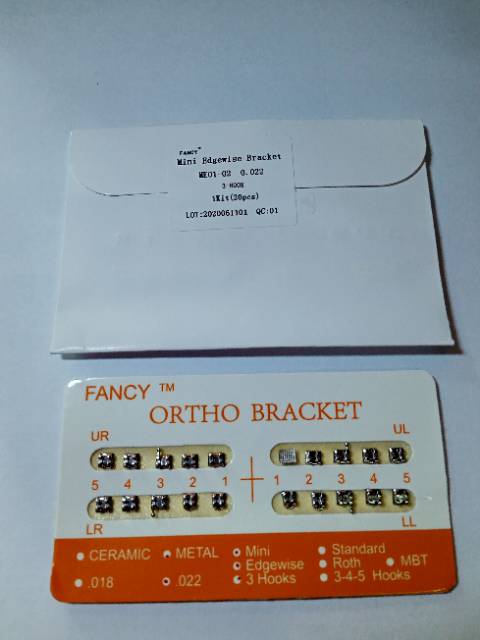 FANCY
Mini Edgewise Bracket
ME01-02 0.022
3 HOOK
1Kit(20pcs)
LOT:2020061101 QC:01
FANCY ™
ORTHO BRACKET
UR UL
5 4 3 2 1 1 2 3 4 5
LR LL
CERAMIC METAL Mini Standard
Edgewise Roth MBT
.018 .022 3 Hooks 3-4-5 Hooks